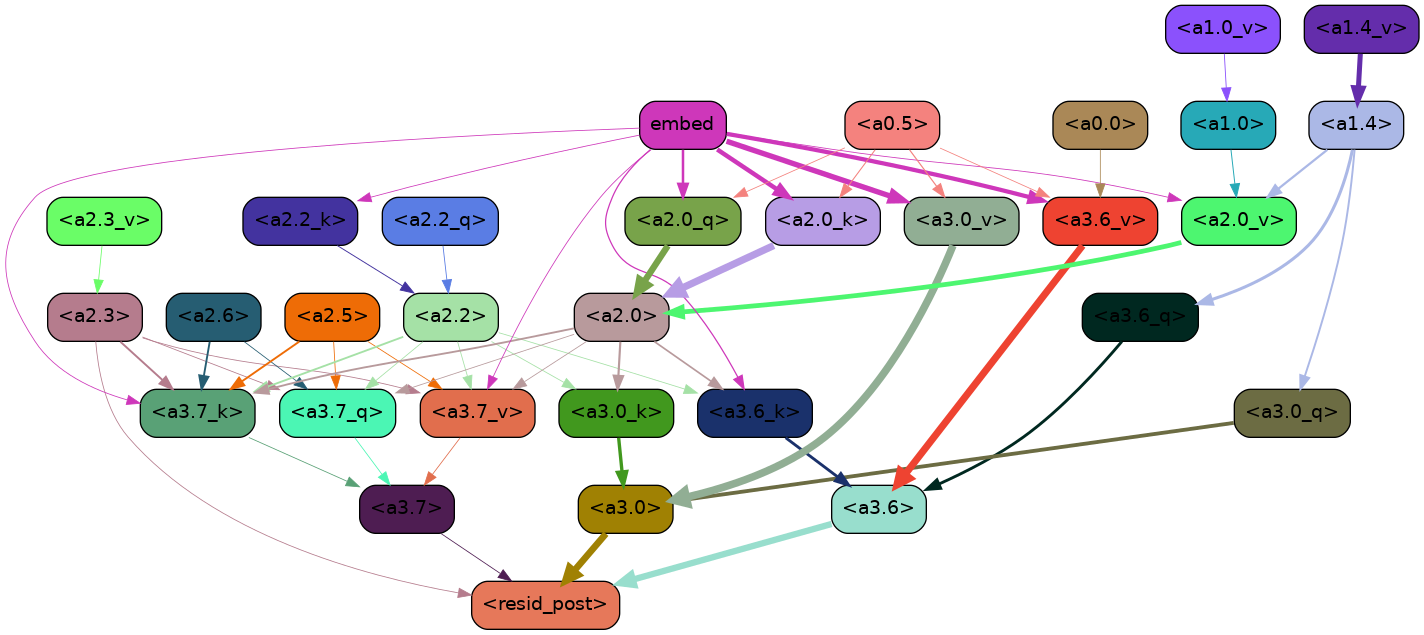 <a1.0_v> <a1.4_v>
embed <a0.5> <a0.0> <a1.0> <a1.4>
<a2.3_v> <a2.2_k> <a2.2_q> <a2.0_q> <a2.0_k> <a3.0_v> <a3.6_v> <a2.0_v>
<a2.3> <a2.6> <a2.5> <a2.2> <a2.0> <a3.6_q>
<a3.7_k> <a3.7_q> <a3.7_v> <a3.0_k> <a3.6_k> <a3.0_q>
<a3.7> <a3.0> <a3.6>
<resid_post>